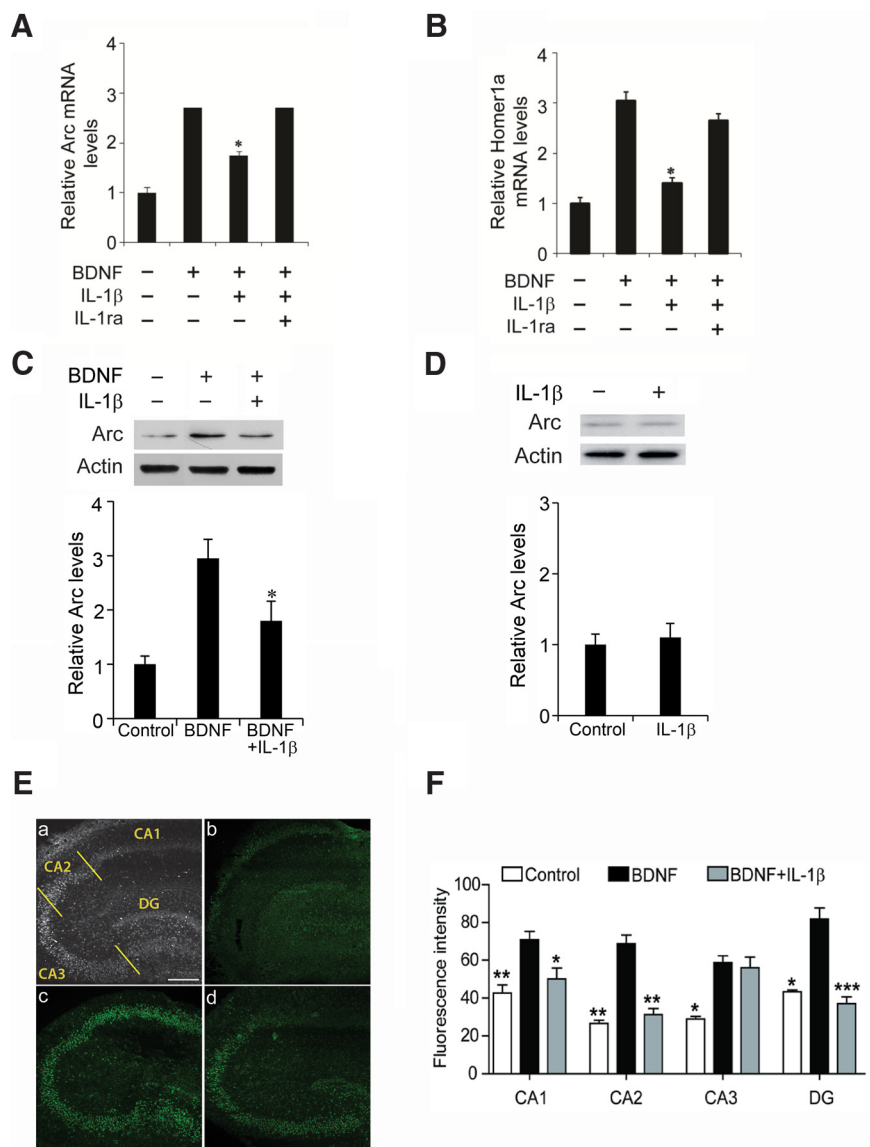 A
Relative Arc mRNA
levels
4
3
2
1
0
*
BDNF − + + +
IL-1β − − + +
IL-1ra − − − +
B
Relative Homer1a
mRNA levels
4
3
2
1
0
*
BDNF − + + +
IL-1β − − + +
IL-1ra − − − +
C
BDNF − + +
IL-1β − − +
Arc
Actin
Relative Arc levels
4
3
2
1
0
*
Control BDNF BDNF
+IL-1β
D
IL-1β − +
Arc
Actin
Relative Arc levels
3
2
1
0
Control IL-1β
E
a
CA1
CA2
DG
CA3
b
c
d
F
Control BDNF BDNF+IL-1β
Fluorescence intensity
100
80
60
40
20
0
** * ** ** * * ***
CA1 CA2 CA3 DG